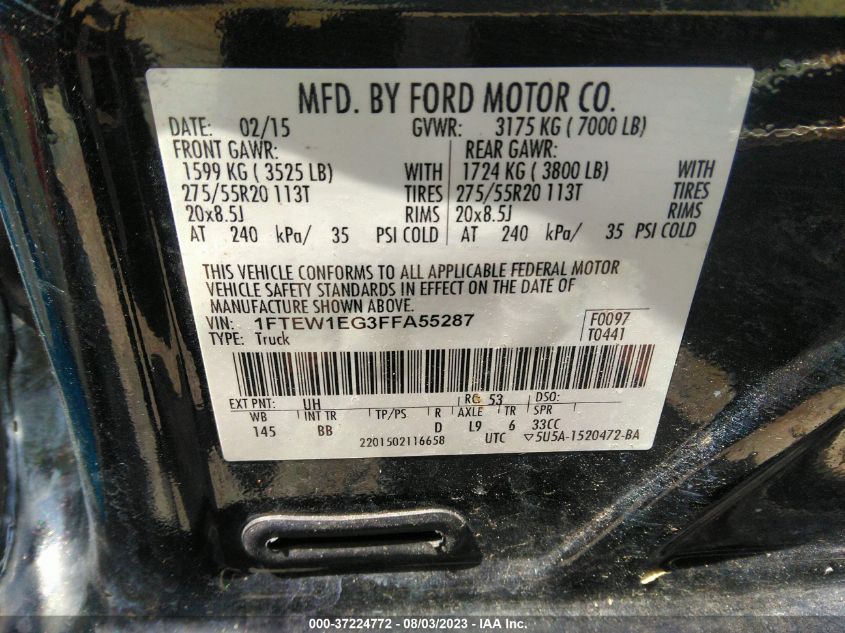 MFD. BY FORD MOTOR CO.
DATE: 02/15 GVWR: 3175 KG ( 7000 LB)
FRONT GAWR: REAR GAWR:
1599 KG ( 3525 LB) WITH 1724 KG ( 3800 LB) WITH
275/55R20 113T TIRES 275/55R20 113T TIRES
20x8.5J RIMS 20x8.5J RIMS
AT 240 kPa/ 35 PSI COLD AT 240 kPa/ 35 PSI COLD
THIS VEHICLE CONFORMS TO ALL APPLICABLE FEDERAL MOTOR
VEHICLE SAFETY STANDARDS IN EFFECT ON THE DATE OF
MANUFACTURE SHOWN ABOVE.
VIN: 1FTEW1EG3FFA55287 F0097
TYPE: Truck T0441
EXT PNT: UH RC: 53 DSO:
WB INT TR TP/PS R AXLE TR SPR
145 BB D L9 6 33CC
2201502116658 UTC ▽5U5A-1520472-BA
000-37224772 - 08/03/2023 - IAA Inc.